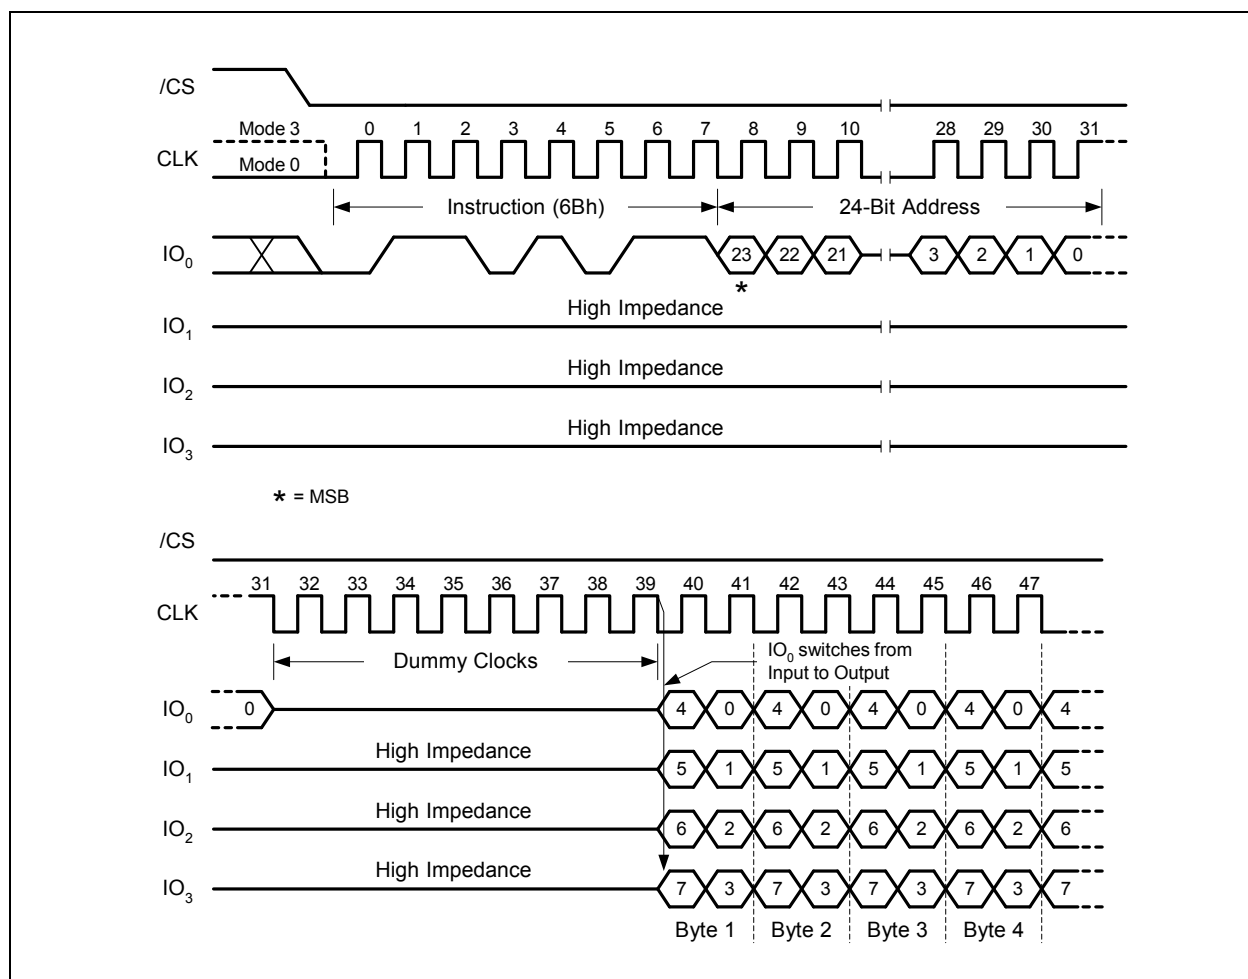 /CS
Mode 3 0 1 2 3 4 5 6 7 8 9 10 28 29 30 31
CLK
Mode 0
Instruction (6Bh) 24-Bit Address
IO0 23 22 21 3 2 1 0
*
High Impedance
IO1
High Impedance
IO2
High Impedance
IO3
* = MSB
/CS
31 32 33 34 35 36 37 38 39 40 41 42 43 44 45 46 47
CLK
Dummy Clocks
IO0 switches from
Input to Output
IO0 0 4 0 4 0 4 0 4 0 4
High Impedance
IO1 5 1 5 1 5 1 5 1 5
High Impedance
IO2 6 2 6 2 6 2 6 2 6
High Impedance
IO3 7 3 7 3 7 3 7 3 7
Byte 1 Byte 2 Byte 3 Byte 4